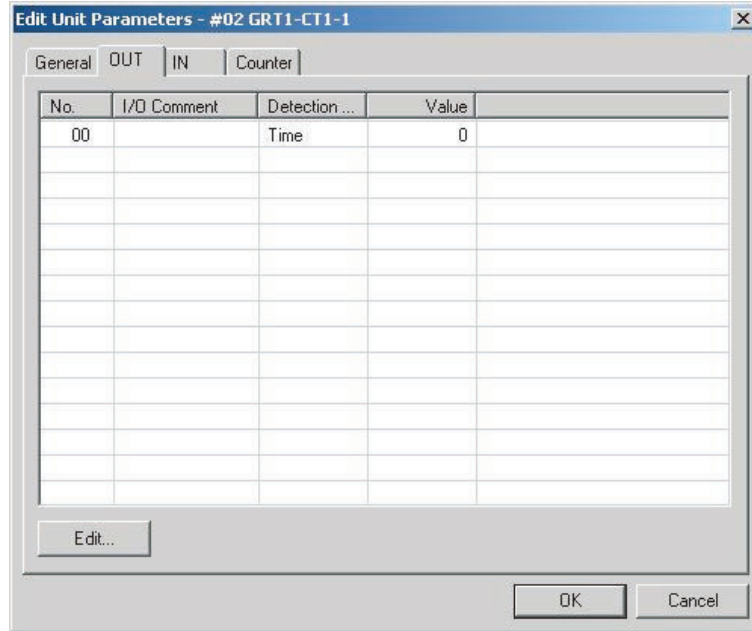 Edit Unit Parameters - #02 GRT1-CT1-1
General OUT IN Counter
No. I/O Comment Detection ... Value
00 Time 0
Edit...
OK Cancel